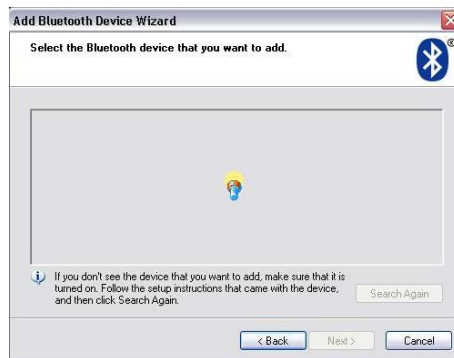 Add Bluetooth Device Wizard
Select the Bluetooth device that you want to add.
®
If you don't see the device that you want to add, make sure that it is
turned on. Follow the setup instructions that came with the device,
and then click Search Again.
Search Again
< Back
Next >
Cancel